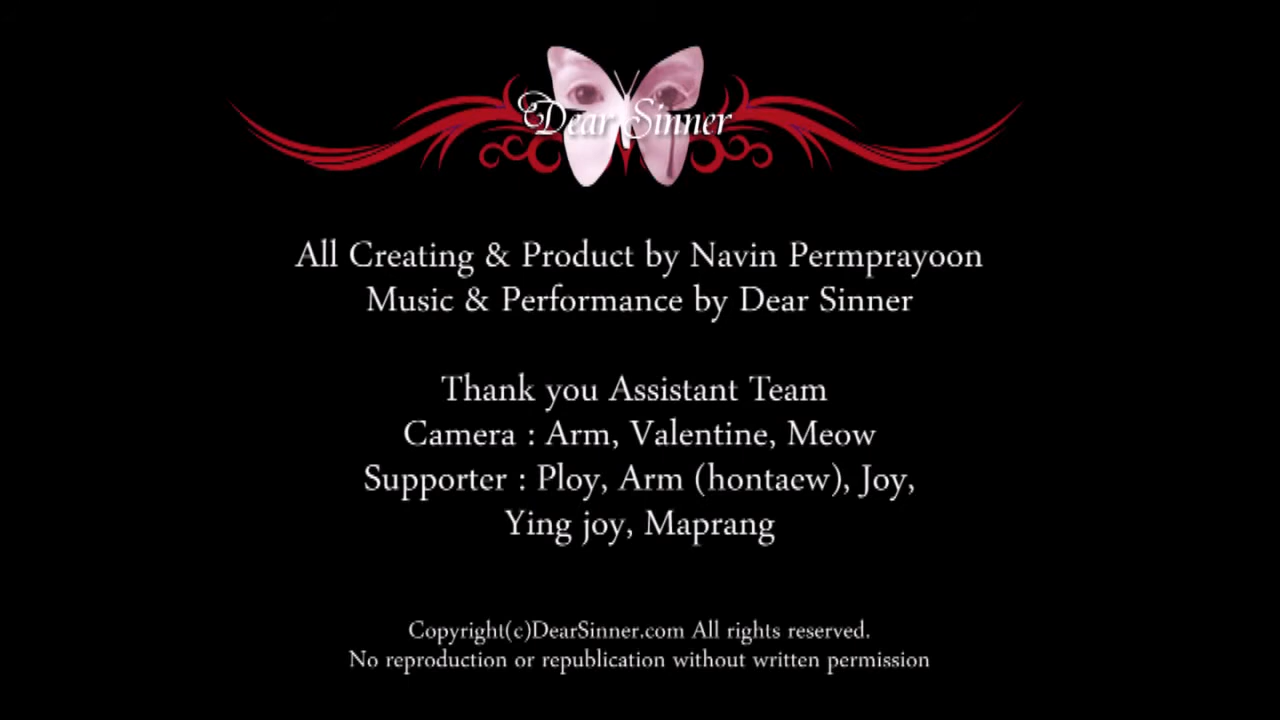 Dear Sinner
All Creating & Product by Navin Permprayoon
Music & Performance by Dear Sinner
Thank you Assistant Team
Camera : Arm, Valentine, Meow
Supporter : Ploy, Arm (hontaew), Joy,
Ying joy, Maprang
Copyright(c)DearSinner.com All rights reserved.
No reproduction or republication without written permission